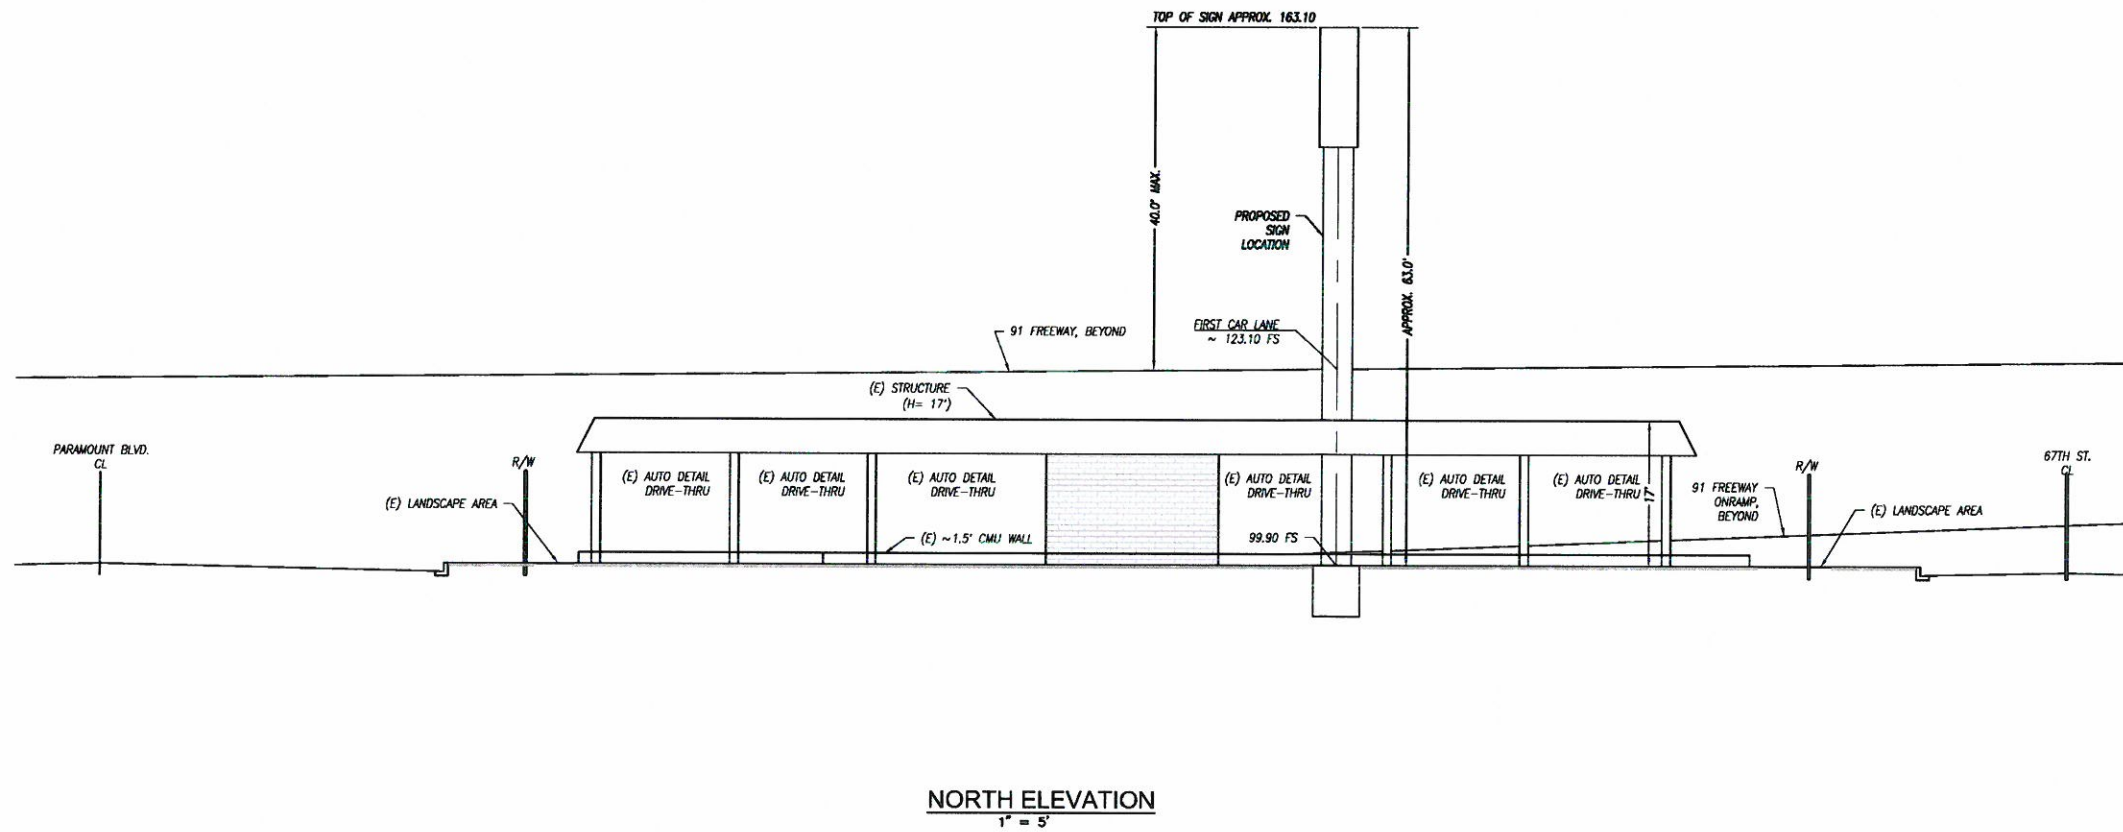 TOP OF SIGN APPROX. 163.10
40.0' MAX.
PROPOSED
SIGN
LOCATION
APPROX. 63.0'
91 FREEWAY, BEYOND
FIRST CAR LANE
~ 123.10 FS
(E) STRUCTURE
(H= 17')
PARAMOUNT BLVD.
CL
R/W
(E) LANDSCAPE AREA
(E) AUTO DETAIL
DRIVE-THRU
(E) AUTO DETAIL
DRIVE-THRU
(E) AUTO DETAIL
DRIVE-THRU
(E) ~1.5' CMU WALL
(E) AUTO DETAIL
DRIVE-THRU
99.90 FS
(E) AUTO DETAIL
DRIVE-THRU
(E) AUTO DETAIL
DRIVE-THRU
17'
91 FREEWAY
ONRAMP,
BEYOND
R/W
(E) LANDSCAPE AREA
67TH ST.
CL
NORTH ELEVATION
1" = 5'